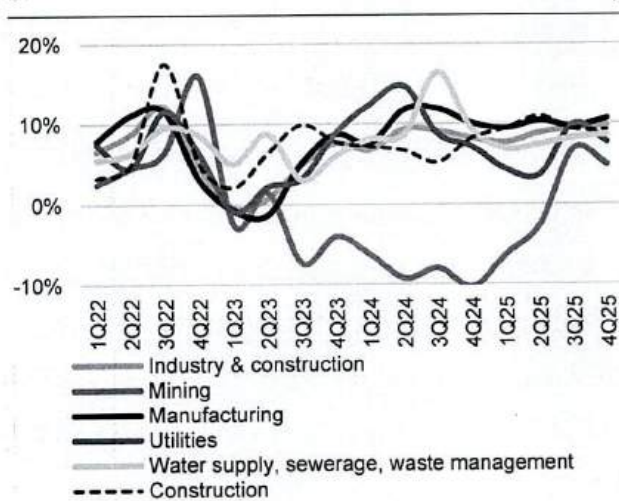 20%
10%
0%
-10%
1Q22 2Q22 3Q22 4Q22 1Q23 2Q23 3Q23 4Q23 1Q24 2Q24 3Q24 4Q24 1Q25 2Q25 3Q25 4Q25
Industry & construction
Mining
Manufacturing
Utilities
Water supply, sewerage, waste management
Construction